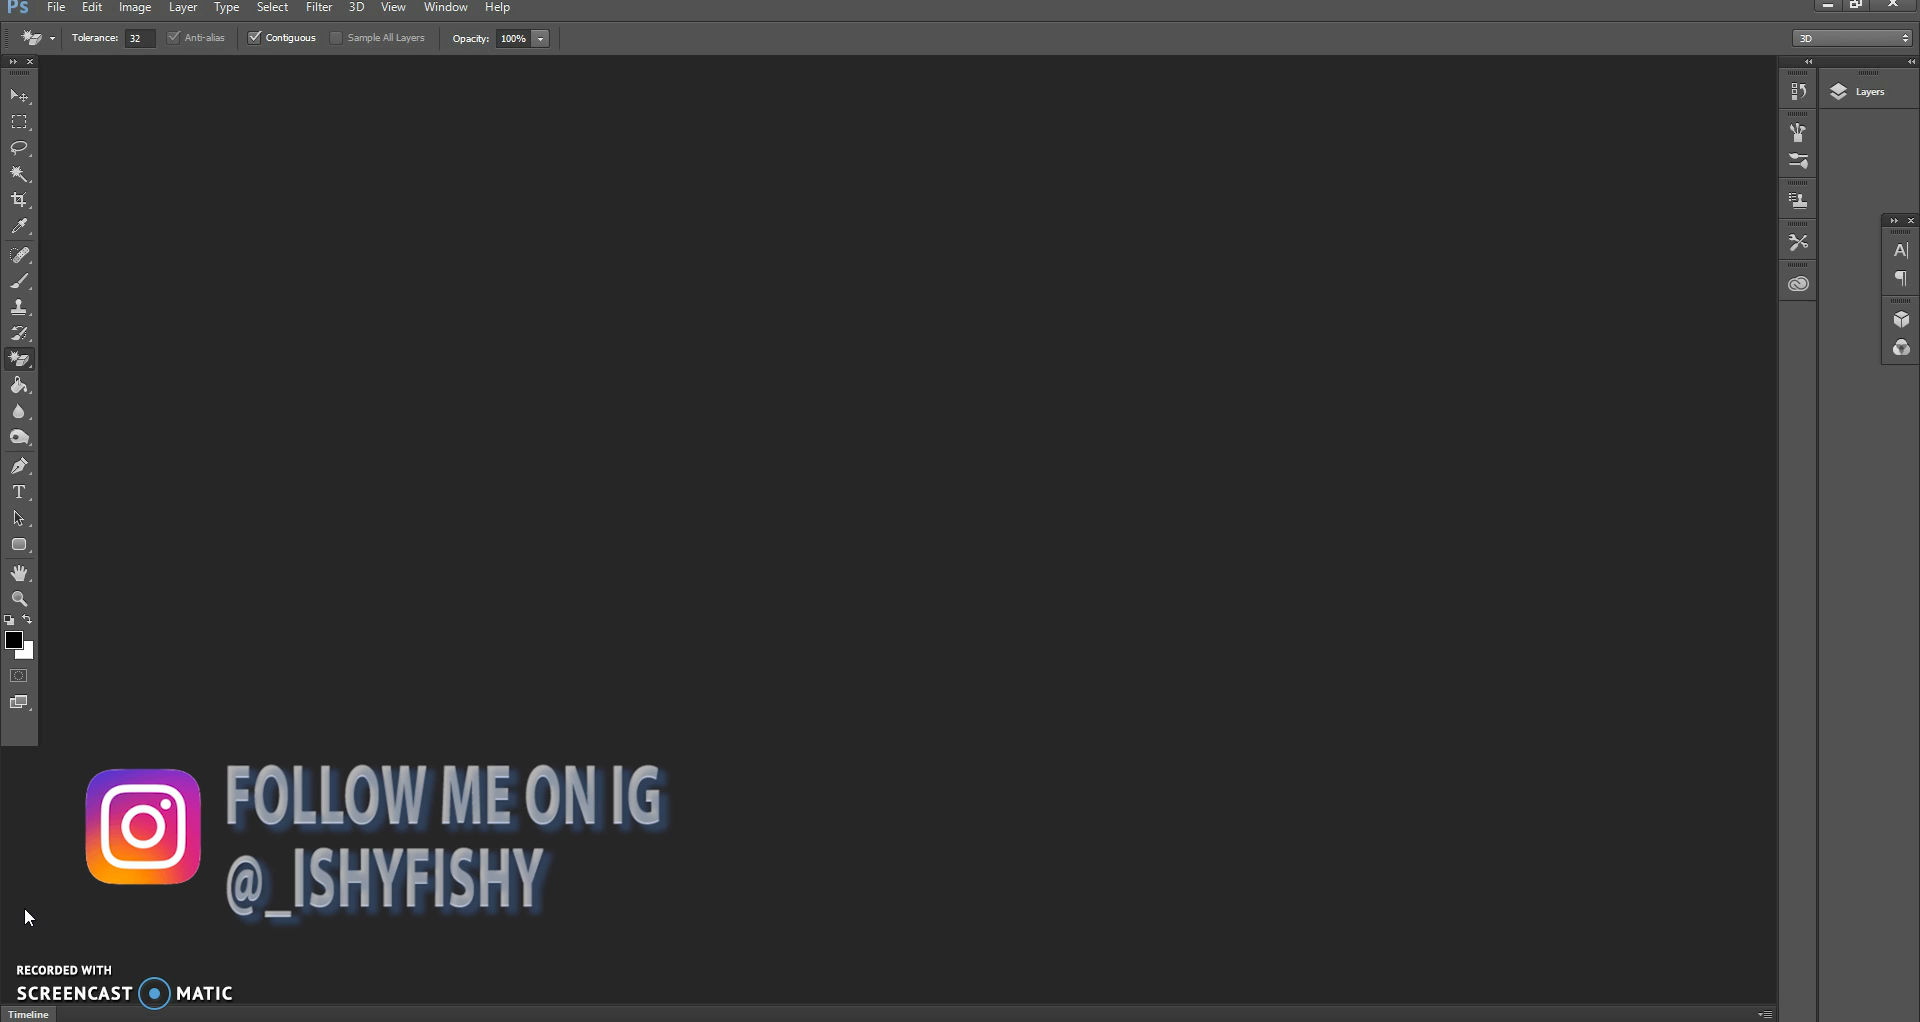 Ps File Edit Image Layer Type Select Filter 3D View Window Help
Tolerance: 32 Anti-alias Contiguous Sample All Layers Opacity: 100% 3D
Layers
A
T
FOLLOW ME ON IG
@_ISHYFISHY
RECORDED WITH
SCREENCAST MATIC
Timeline